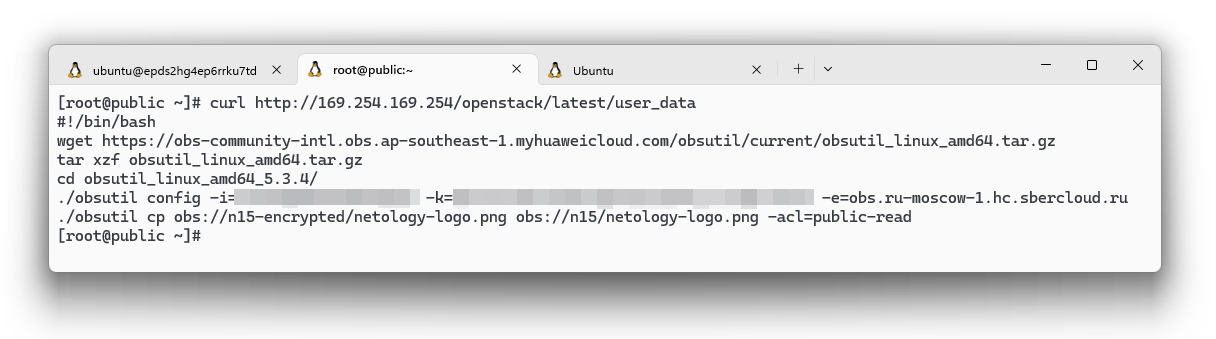 ubuntu@epds2hg4ep6rrku7td
root@public:~
Ubuntu
[root@public ~]# curl http://169.254.169.254/openstack/latest/user_data
#!/bin/bash
wget https://obs-community-intl.obs.ap-southeast-1.myhuaweicloud.com/obsutil/current/obsutil_linux_amd64.tar.gz
tar xzf obsutil_linux_amd64.tar.gz
cd obsutil_linux_amd64_5.3.4/
./obsutil config -i= -k= -e=obs.ru-moscow-1.hc.sbercloud.ru
./obsutil cp obs://n15-encrypted/netology-logo.png obs://n15/netology-logo.png -acl=public-read
[root@public ~]#